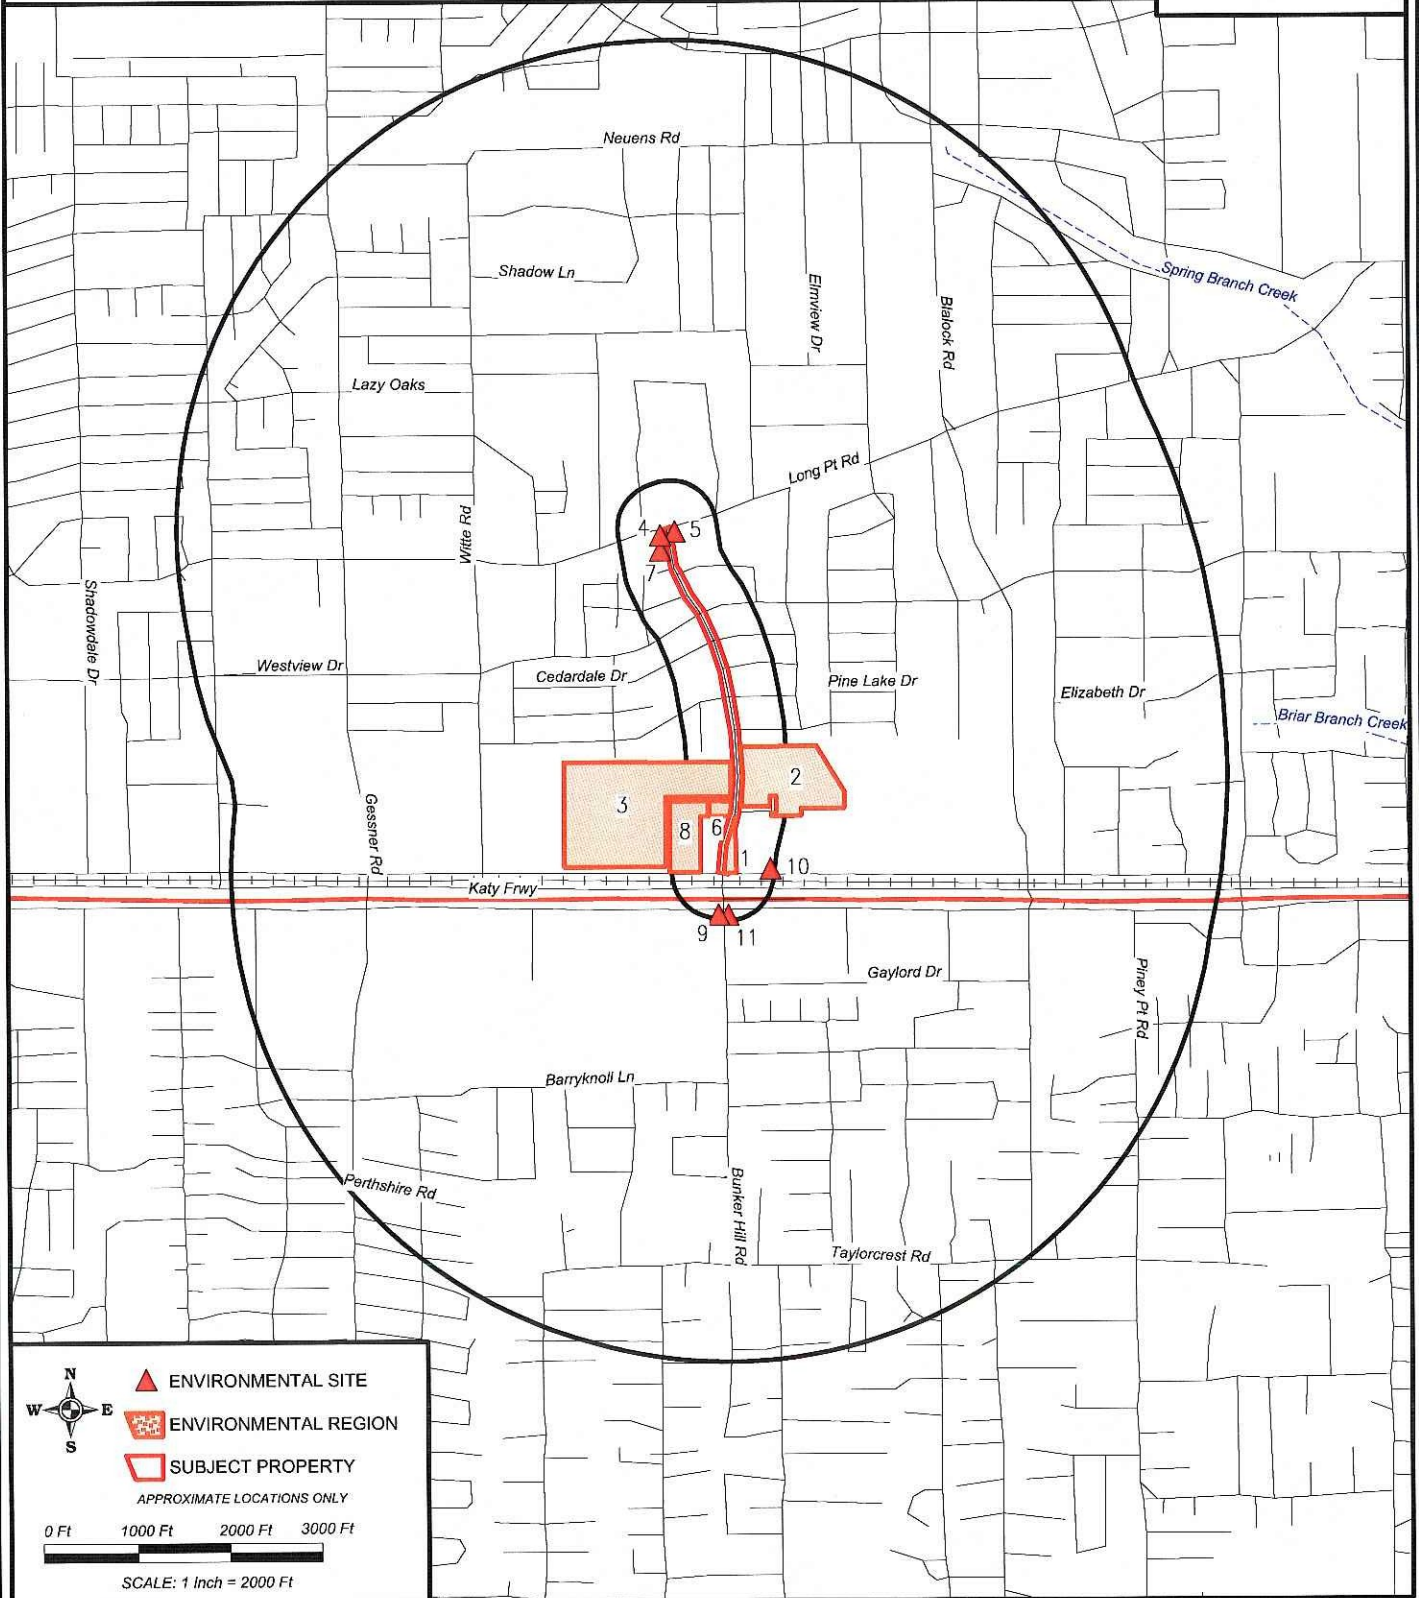 Neuens Rd
Shadow Ln
Elmview Dr
Blalock Rd
Spring Branch Creek
Lazy Oaks
Long Pt Rd
Witte Rd
4
5
7
Shadowdale Dr
Westview Dr
Cedardale Dr
Pine Lake Dr
Elizabeth Dr
Briar Branch Creek
Gessner Rd
3
2
8
6
1
10
Katy Frwy
9
11
Gaylord Dr
Piney Pt Rd
Barryknoll Ln
Perthshire Rd
Bunker Hill Rd
Taylorcrest Rd
N
W
E
S
ENVIRONMENTAL SITE
ENVIRONMENTAL REGION
SUBJECT PROPERTY
APPROXIMATE LOCATIONS ONLY
0 Ft 1000 Ft 2000 Ft 3000 Ft
SCALE: 1 Inch = 2000 Ft